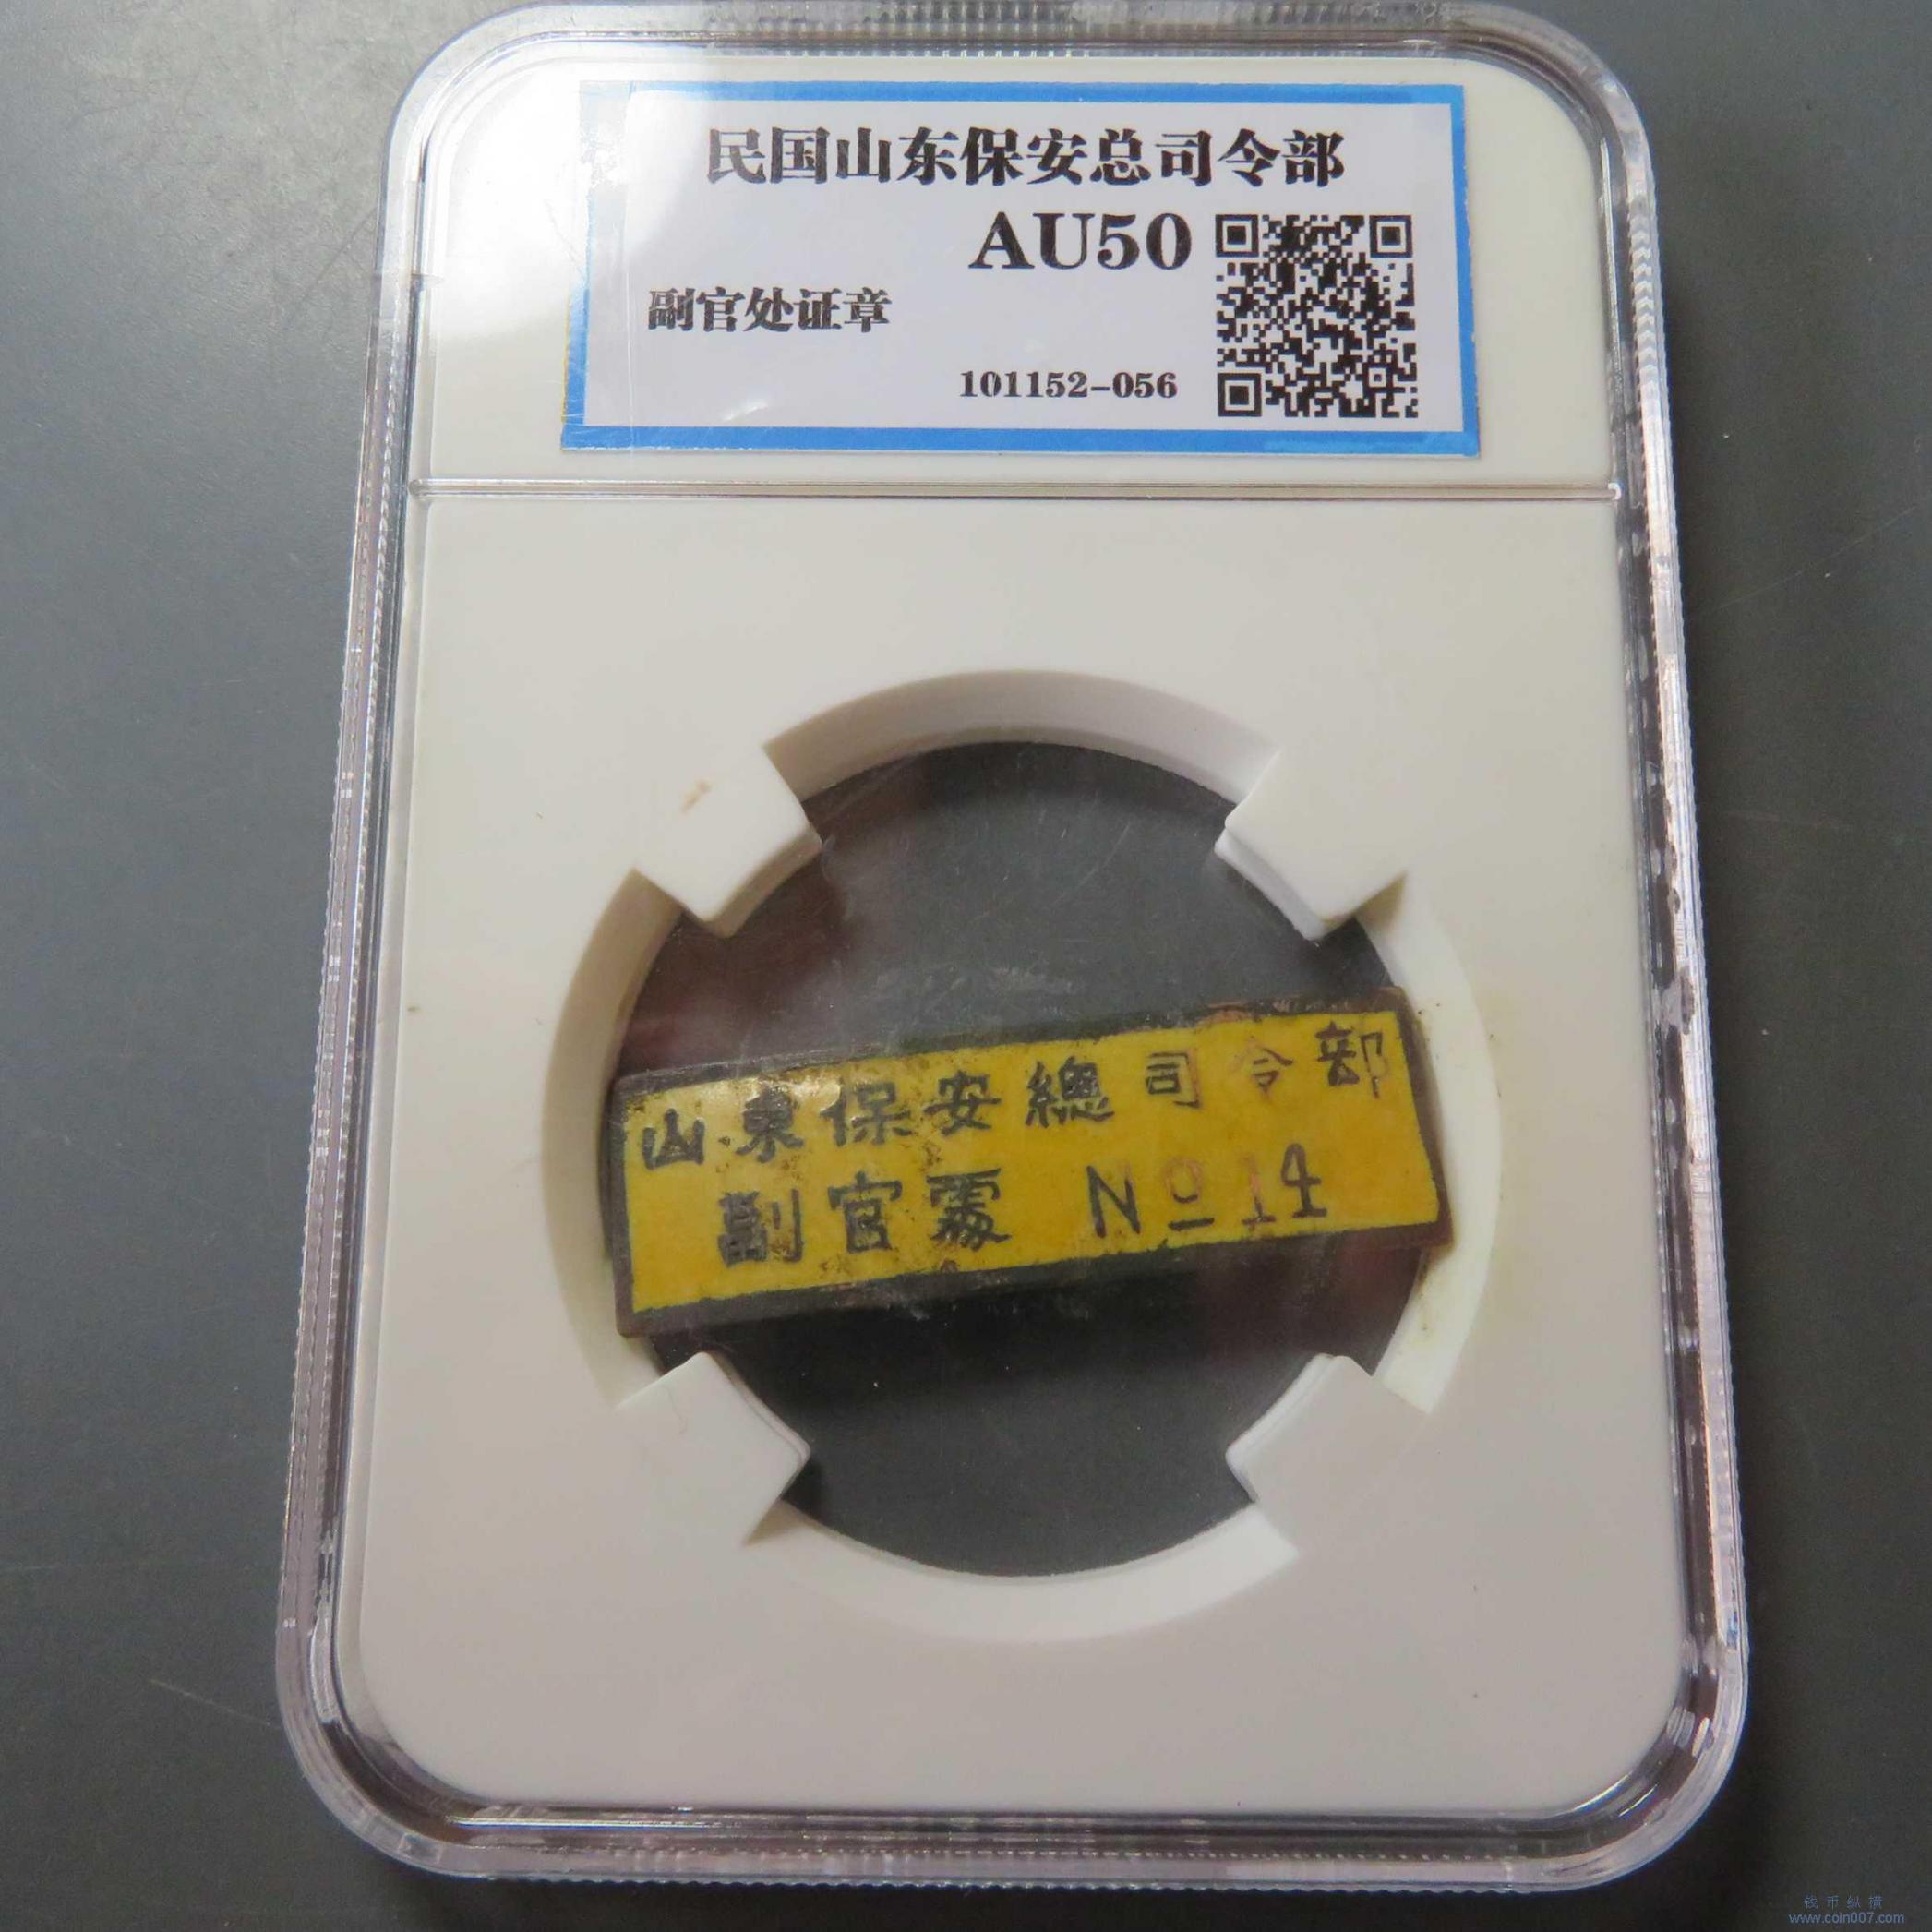 民国山东保安总司令部
AU50
副官处证章
101152-056
山東保安總司令部
副官處 No 14
钱币纵横
www.coin007.com